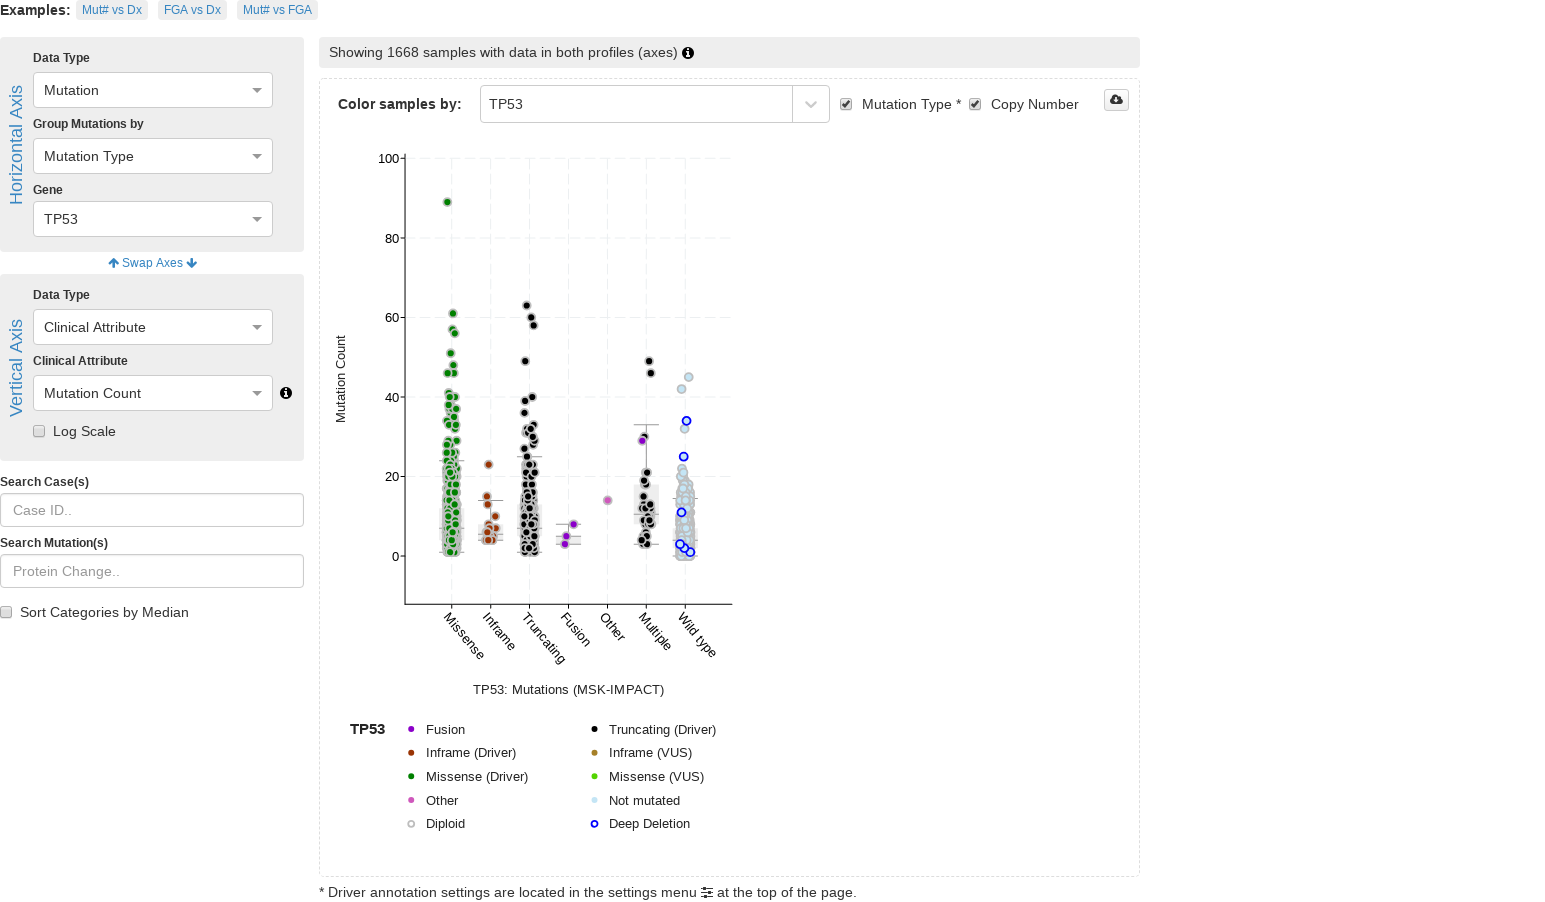 Examples: Mut# vs Dx FGA vs Dx Mut# vs FGA
Horizontal Axis
Data Type
Mutation
Group Mutations by
Mutation Type
Gene
TP53
Swap Axes
Vertical Axis
Data Type
Clinical Attribute
Clinical Attribute
Mutation Count
Log Scale
Search Case(s)
Case ID..
Search Mutation(s)
Protein Change..
Sort Categories by Median
Showing 1668 samples with data in both profiles (axes)
Color samples by: TP53 Mutation Type * Copy Number
100
80
60
40
20
0
Mutation Count
Missense
Inframe
Truncating
Fusion
Other
Multiple
Wild type
TP53: Mutations (MSK-IMPACT)
TP53 Fusion Truncating (Driver)
Inframe (Driver) Inframe (VUS)
Missense (Driver) Missense (VUS)
Other Not mutated
Diploid Deep Deletion
* Driver annotation settings are located in the settings menu at the top of the page.